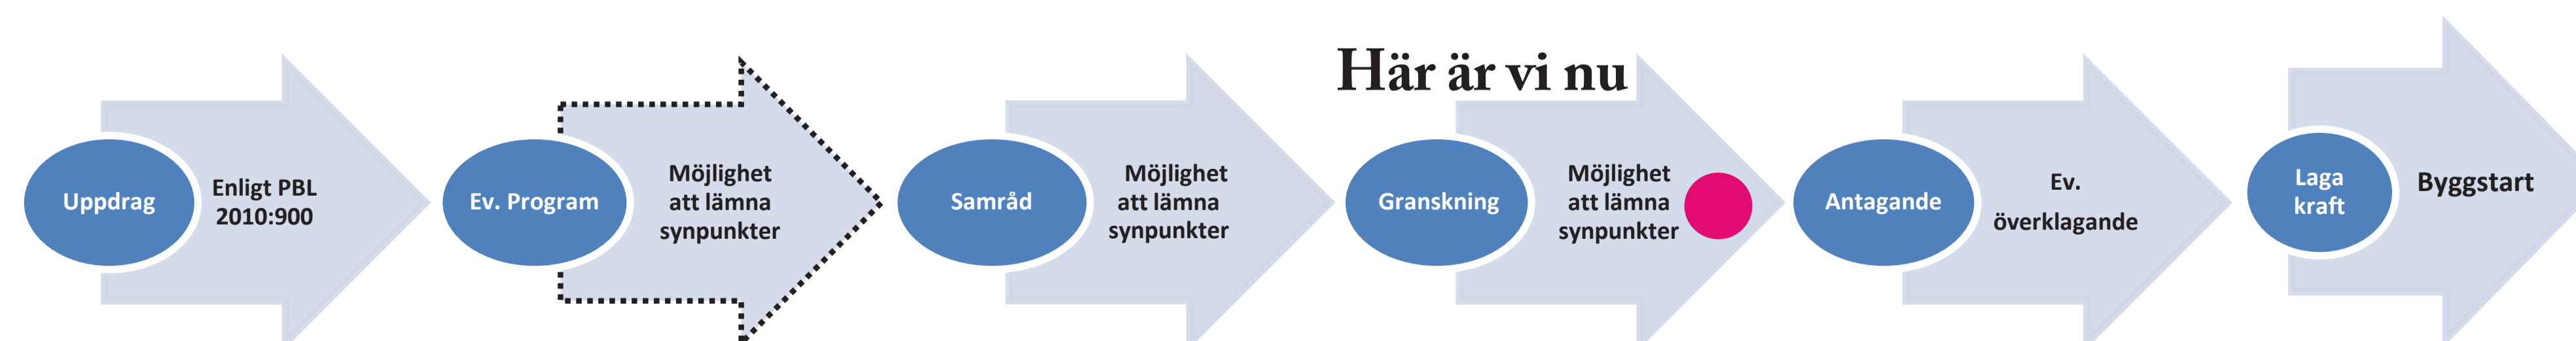 Här är vi nu
Uppdrag
Enligt PBL
2010:900
Ev. Program
Möjlighet
att lämna
synpunkter
Samråd
Möjlighet
att lämna
synpunkter
Granskning
Möjlighet
att lämna
synpunkter
Antagande
Ev.
överklagande
Laga
kraft
Byggstart